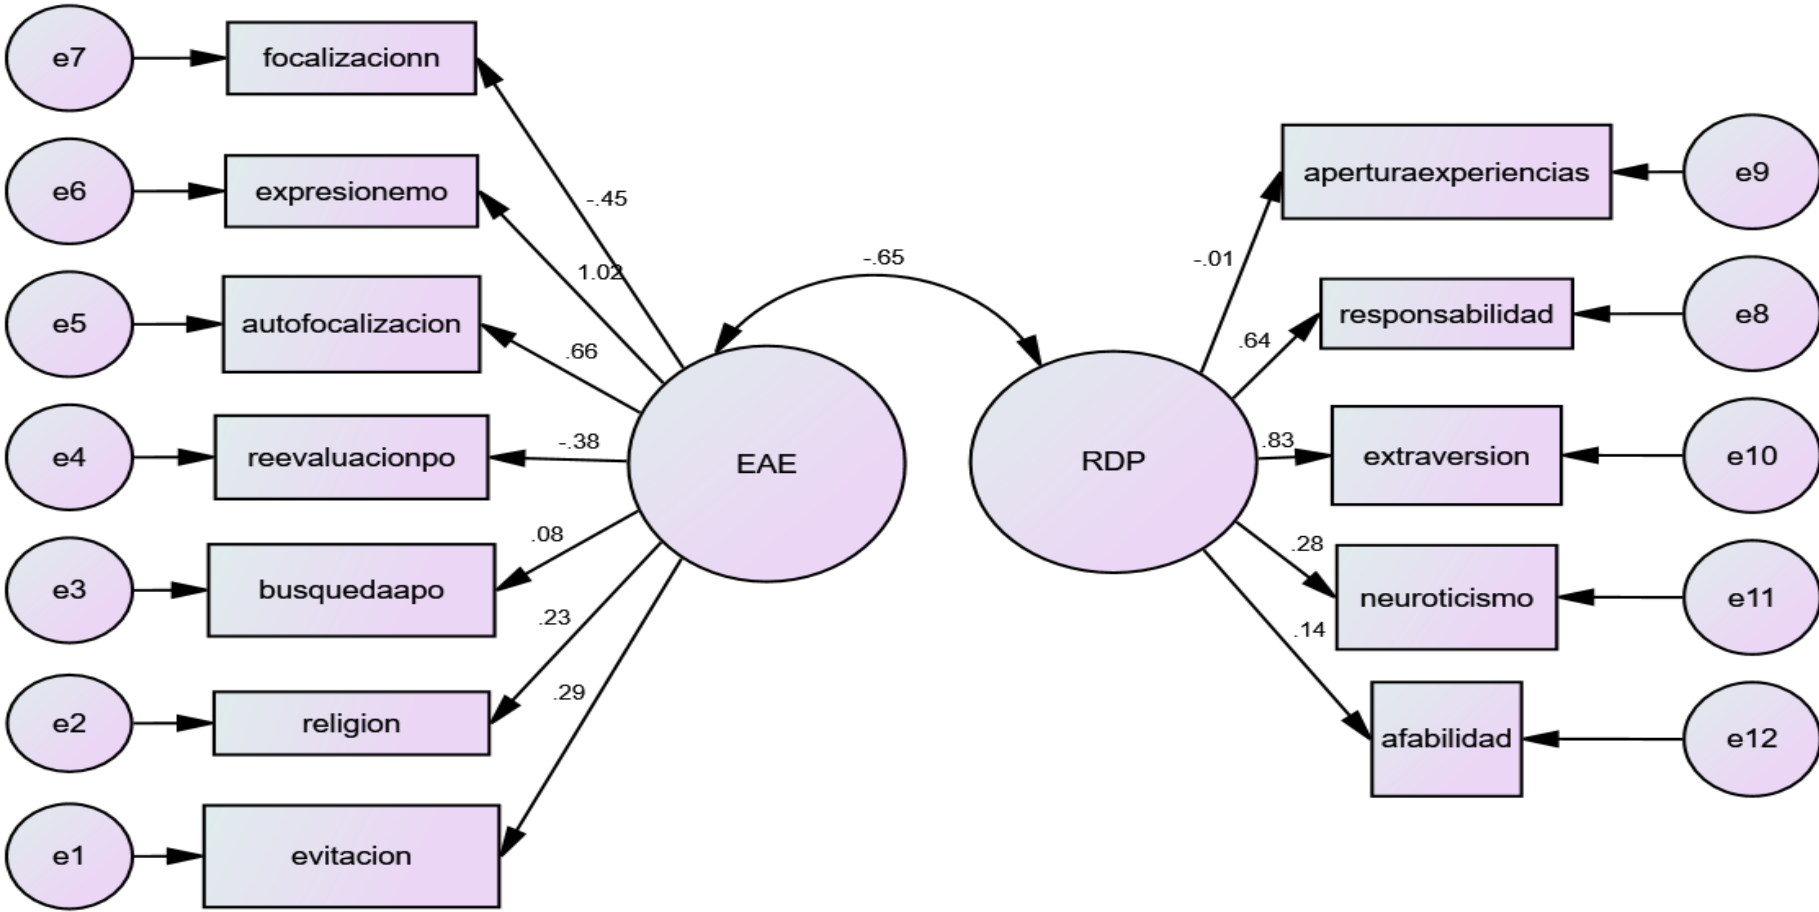 e7
focalizacionn
e6
expresionemo
e5
autofocalizacion
e4
reevaluacionpo
e3
busquedaapo
e2
religion
e1
evitacion
-.45
1.02
.66
-.38
.08
.23
.29
EAE
-.65
RDP
-.01
.64
.83
.28
.14
aperturaexperiencias
e9
responsabilidad
e8
extraversion
e10
neuroticismo
e11
afabilidad
e12